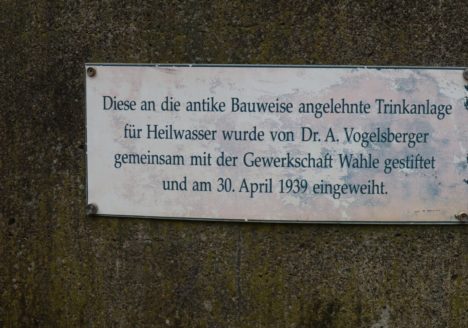 Diese an die antike Bauweise angelehnte Trinkanlage
für Heilwasser wurde von Dr. A. Vogelsberger
gemeinsam mit der Gewerkschaft Wahle gestiftet
und am 30. April 1939 eingeweiht.